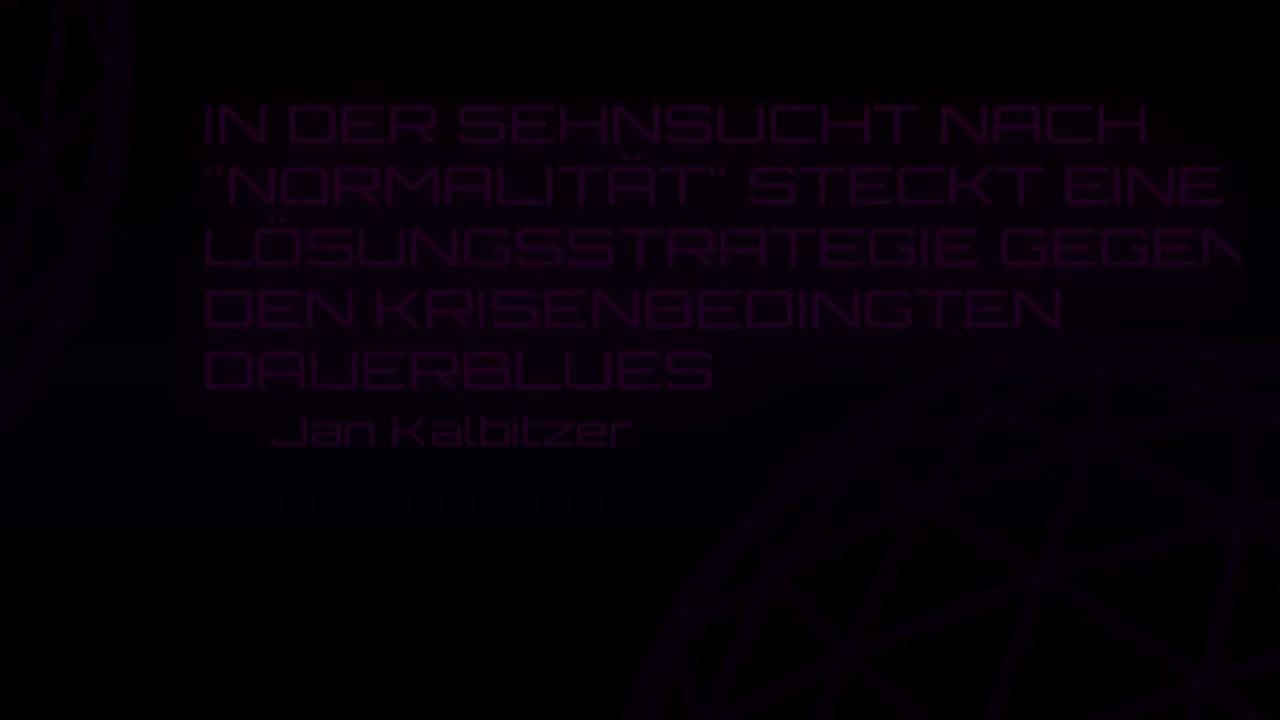 IN DER SEHNSUCHT NACH
"NORMALITÄT" STECKT EINE
LÖSUNGSSTRATEGIE GEGEN
DEN KRISENBEDINGTEN
DAUERBLUES
Jan Kalbitzer